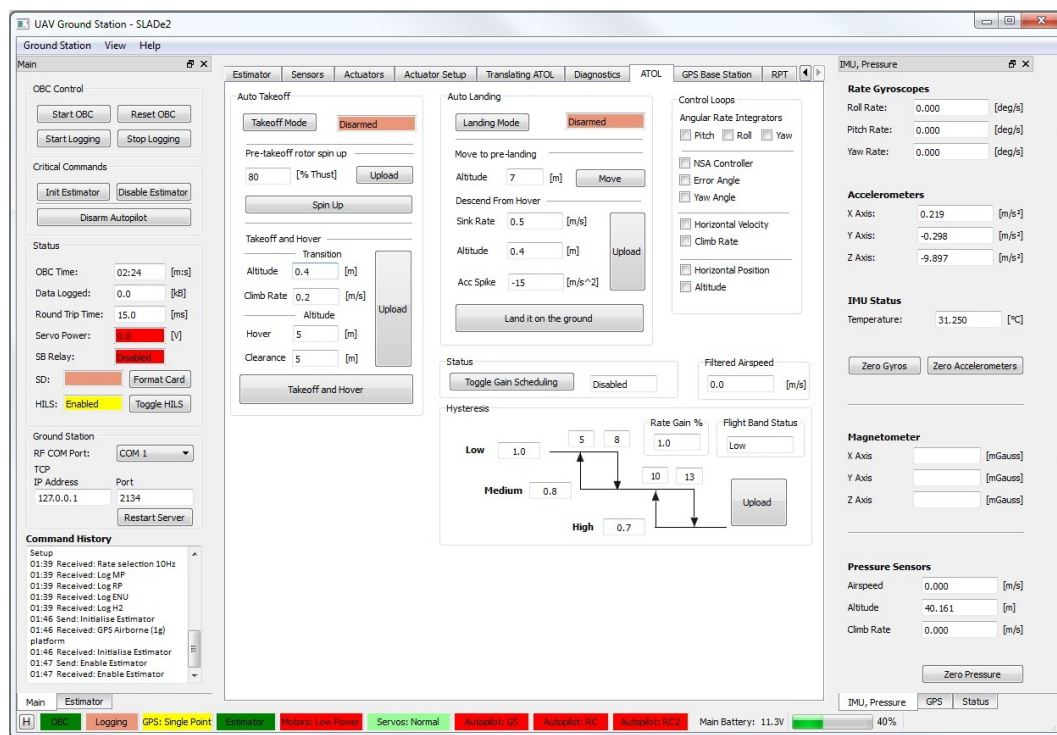 UAV Ground Station - SLADe2
Ground Station View Help
Main
OBC Control
Start OBC Reset OBC
Start Logging Stop Logging
Critical Commands
Init Estimator Disable Estimator
Disarm Autopilot
Status
OBC Time: 02:24 [m:s]
Data Logged: 0.0 [kB]
Round Trip Time: 15.0 [ms]
Servo Power: 0.0 [V]
SB Relay: Disabled
SD: Format Card
HILS: Enabled Toggle HILS
Ground Station
RF COM Port: COM 1
TCP
IP Address Port
127.0.0.1 2134
Restart Server
Command History
Setup
01:39 Received: Rate selection 10Hz
01:39 Received: Log MP
01:39 Received: Log RP
01:39 Received: Log ENU
01:39 Received: Log H2
01:46 Send: Initialise Estimator
01:46 Received: GPS Airborne (1g)
platform
01:46 Received: Initialise Estimator
01:47 Send: Enable Estimator
01:47 Received: Enable Estimator
Main Estimator
Estimator Sensors Actuators Actuator Setup Translating ATOL Diagnostics ATOL GPS Base Station RPT
Auto Takeoff
Takeoff Mode Disarmed
Pre-takeoff rotor spin up
80 [% Thust] Upload
Spin Up
Takeoff and Hover
Transition
Altitude 0.4 [m]
Climb Rate 0.2 [m/s]
Upload
Altitude
Hover 5 [m]
Clearance 5 [m]
Takeoff and Hover
Auto Landing
Landing Mode Disarmed
Move to pre-landing
Altitude 7 [m] Move
Descend From Hover
Sink Rate 0.5 [m/s]
Altitude 0.4 [m] Upload
Acc Spike -15 [m/s^2]
Land it on the ground
Control Loops
Angular Rate Integrators
Pitch Roll Yaw
NSA Controller
Error Angle
Yaw Angle
Horizontal Velocity
Climb Rate
Horizontal Position
Altitude
Status
Toggle Gain Scheduling Disabled
Filtered Airspeed
0.0 [m/s]
Hysteresis
Rate Gain % Flight Band Status
5 8 1.0 Low
Low 1.0
10 13
Medium 0.8
Upload
High 0.7
IMU, Pressure
Rate Gyroscopes
Roll Rate: 0.000 [deg/s]
Pitch Rate: 0.000 [deg/s]
Yaw Rate: 0.000 [deg/s]
Accelerometers
X Axis: 0.219 [m/s²]
Y Axis: -0.298 [m/s²]
Z Axis: -9.897 [m/s²]
IMU Status
Temperature: 31.250 [°C]
Zero Gyros Zero Accelerometers
Magnetometer
X Axis [mGauss]
Y Axis [mGauss]
Z Axis [mGauss]
Pressure Sensors
Airspeed 0.000 [m/s]
Altitude 40.161 [m]
Climb Rate 0.000 [m/s]
Zero Pressure
IMU, Pressure GPS Status
H OBC Logging GPS: Single Point Estimator Motors: Low Power Servos: Normal Autopilot: GS Autopilot: RC Autopilot: RC2 Main Battery: 11.3V 40%